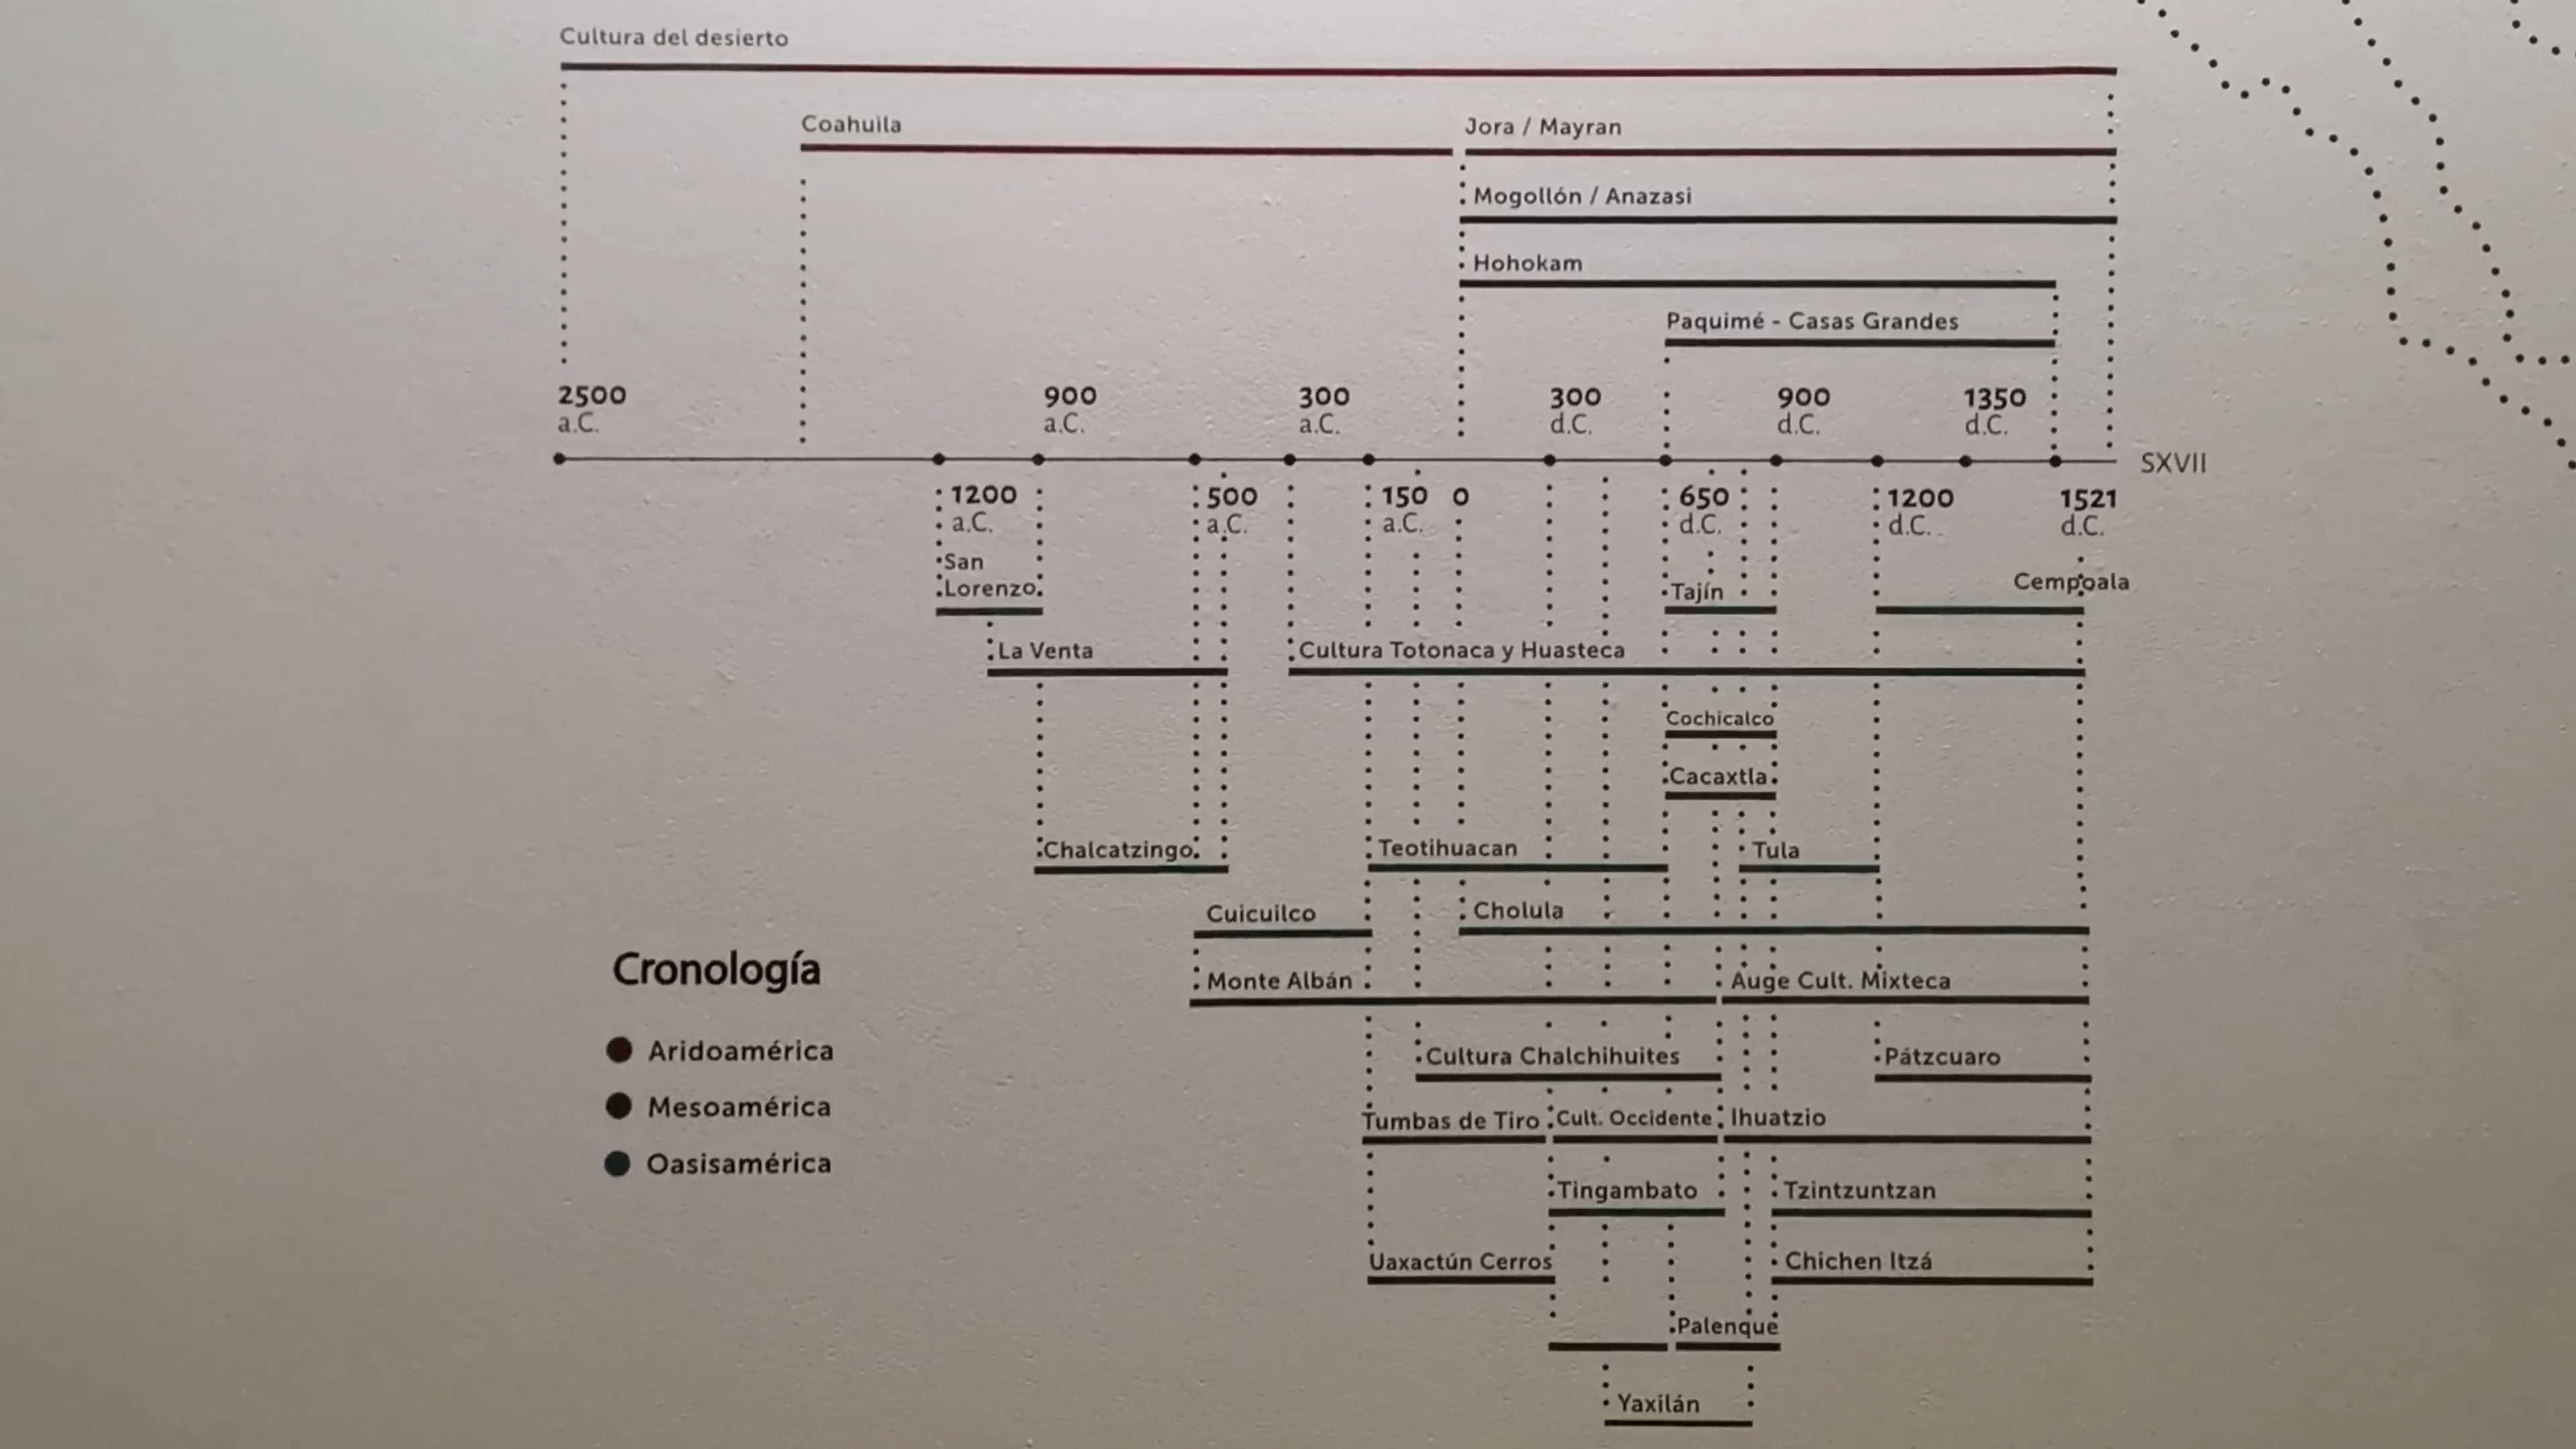 Cultura del desierto
Coahuila
Jora / Mayran
Mogollón / Anazasi
Hohokam
Paquimé - Casas Grandes
2500 a.C.
900 a.C.
300 a.C.
300 d.C.
900 d.C.
1350 d.C.
SXVII
1200 a.C.
500 a.C.
150 a.C.
0
650 d.C.
1200 d.C.
1521 d.C.
San
Lorenzo
Tajín
Cempoala
La Venta
Cultura Totonaca y Huasteca
Cochicalco
Cacaxtla
Chalcatzingo
Teotihuacan
Tula
Cuicuilco
Cholula
Monte Albán
Auge Cult. Mixteca
Cultura Chalchihuites
Pátzcuaro
Tumbas de Tiro
Cult. Occidente
Ihuatzio
Tingambato
Tzintzuntzan
Uaxactún Cerros
Chichen Itzá
Palenque
Yaxilán
Cronología
Aridoamérica
Mesoamérica
Oasisamérica